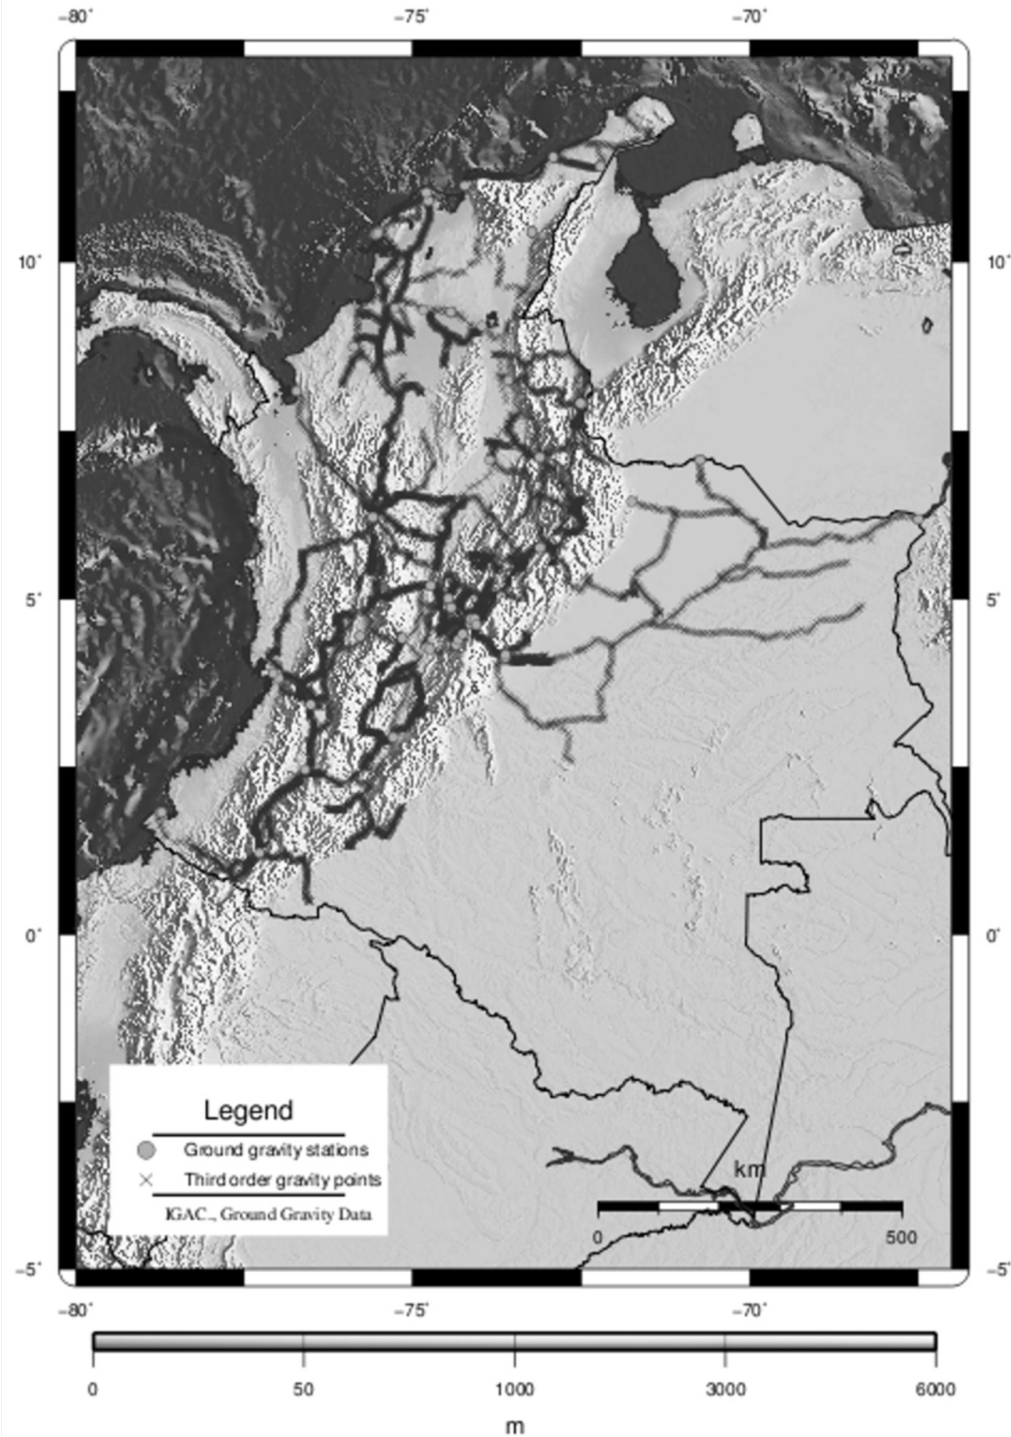 −80˚ −75˚ −70˚
10˚ 10˚
5˚ 5˚
0˚ 0˚
Legend
Ground gravity stations
Third order gravity points
IGAC., Ground Gravity Data
km
0 500
−5˚ −5˚
−80˚ −75˚ −70˚
0 50 1000 3000 6000
m